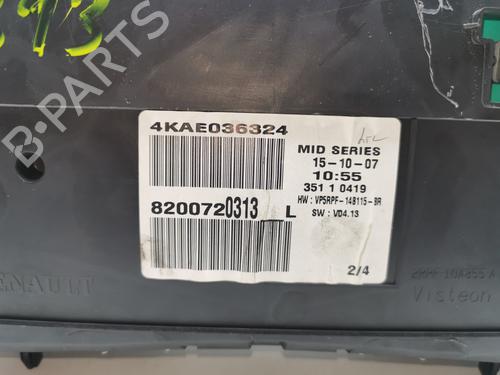 4KAE036324
MID SERIES
15-10-07
10:55
351 1 0419
HW : VP5RPF-14B115-BR
SW : VD4.13
8200720313__L
2/4
RENAULT
Visteon
B-PARTS